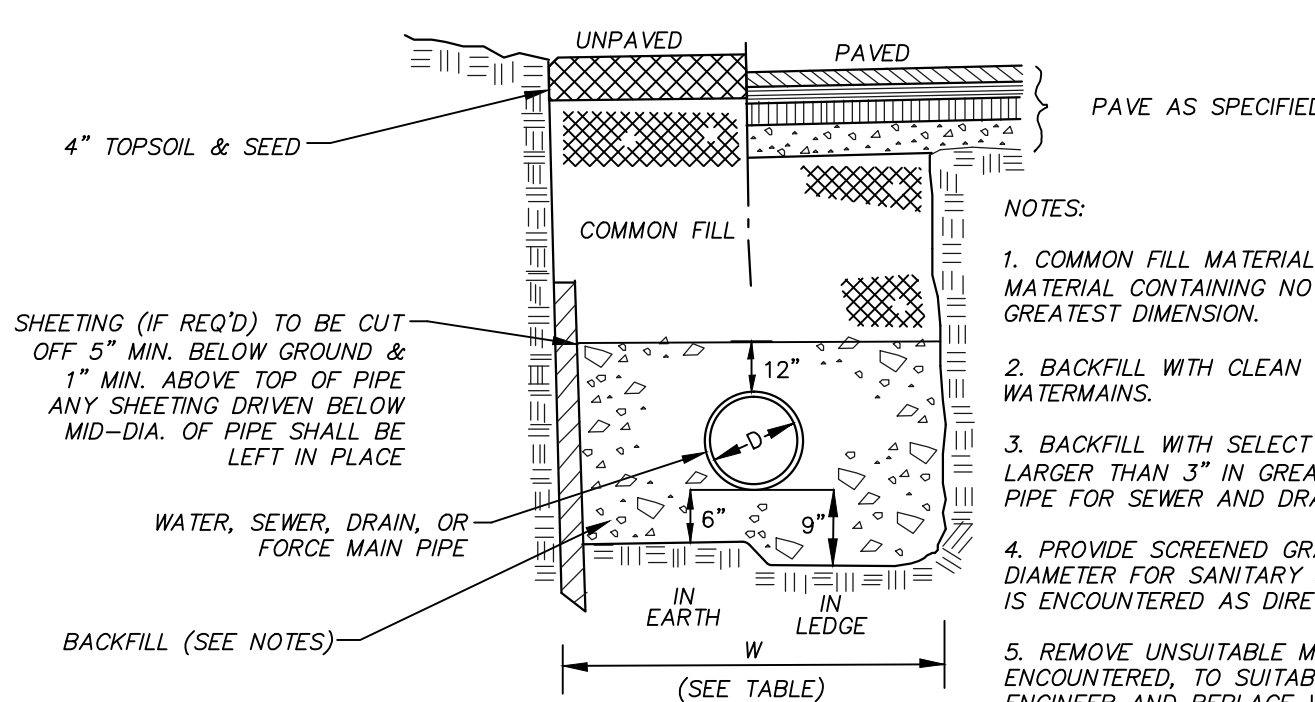 UNPAVED
PAVED
PAVE AS SPECIFIED
4" TOPSOIL & SEED
COMMON FILL
SHEETING (IF REQ'D) TO BE CUT
OFF 5" MIN. BELOW GROUND &
1" MIN. ABOVE TOP OF PIPE
ANY SHEETING DRIVEN BELOW
MID-DIA. OF PIPE SHALL BE
LEFT IN PLACE
12"
D
WATER, SEWER, DRAIN, OR
FORCE MAIN PIPE
6"
9"
BACKFILL (SEE NOTES)
IN
EARTH
IN
LEDGE
W
(SEE TABLE)
NOTES:
1. COMMON FILL MATERIAL
MATERIAL CONTAINING NO
GREATEST DIMENSION.
2. BACKFILL WITH CLEAN
WATERMAINS.
3. BACKFILL WITH SELECT
LARGER THAN 3" IN GREA
PIPE FOR SEWER AND DRA
4. PROVIDE SCREENED GRA
DIAMETER FOR SANITARY
IS ENCOUNTERED AS DIRE
5. REMOVE UNSUITABLE M
ENCOUNTERED, TO SUITAB
ENGINEER AND REPLACE